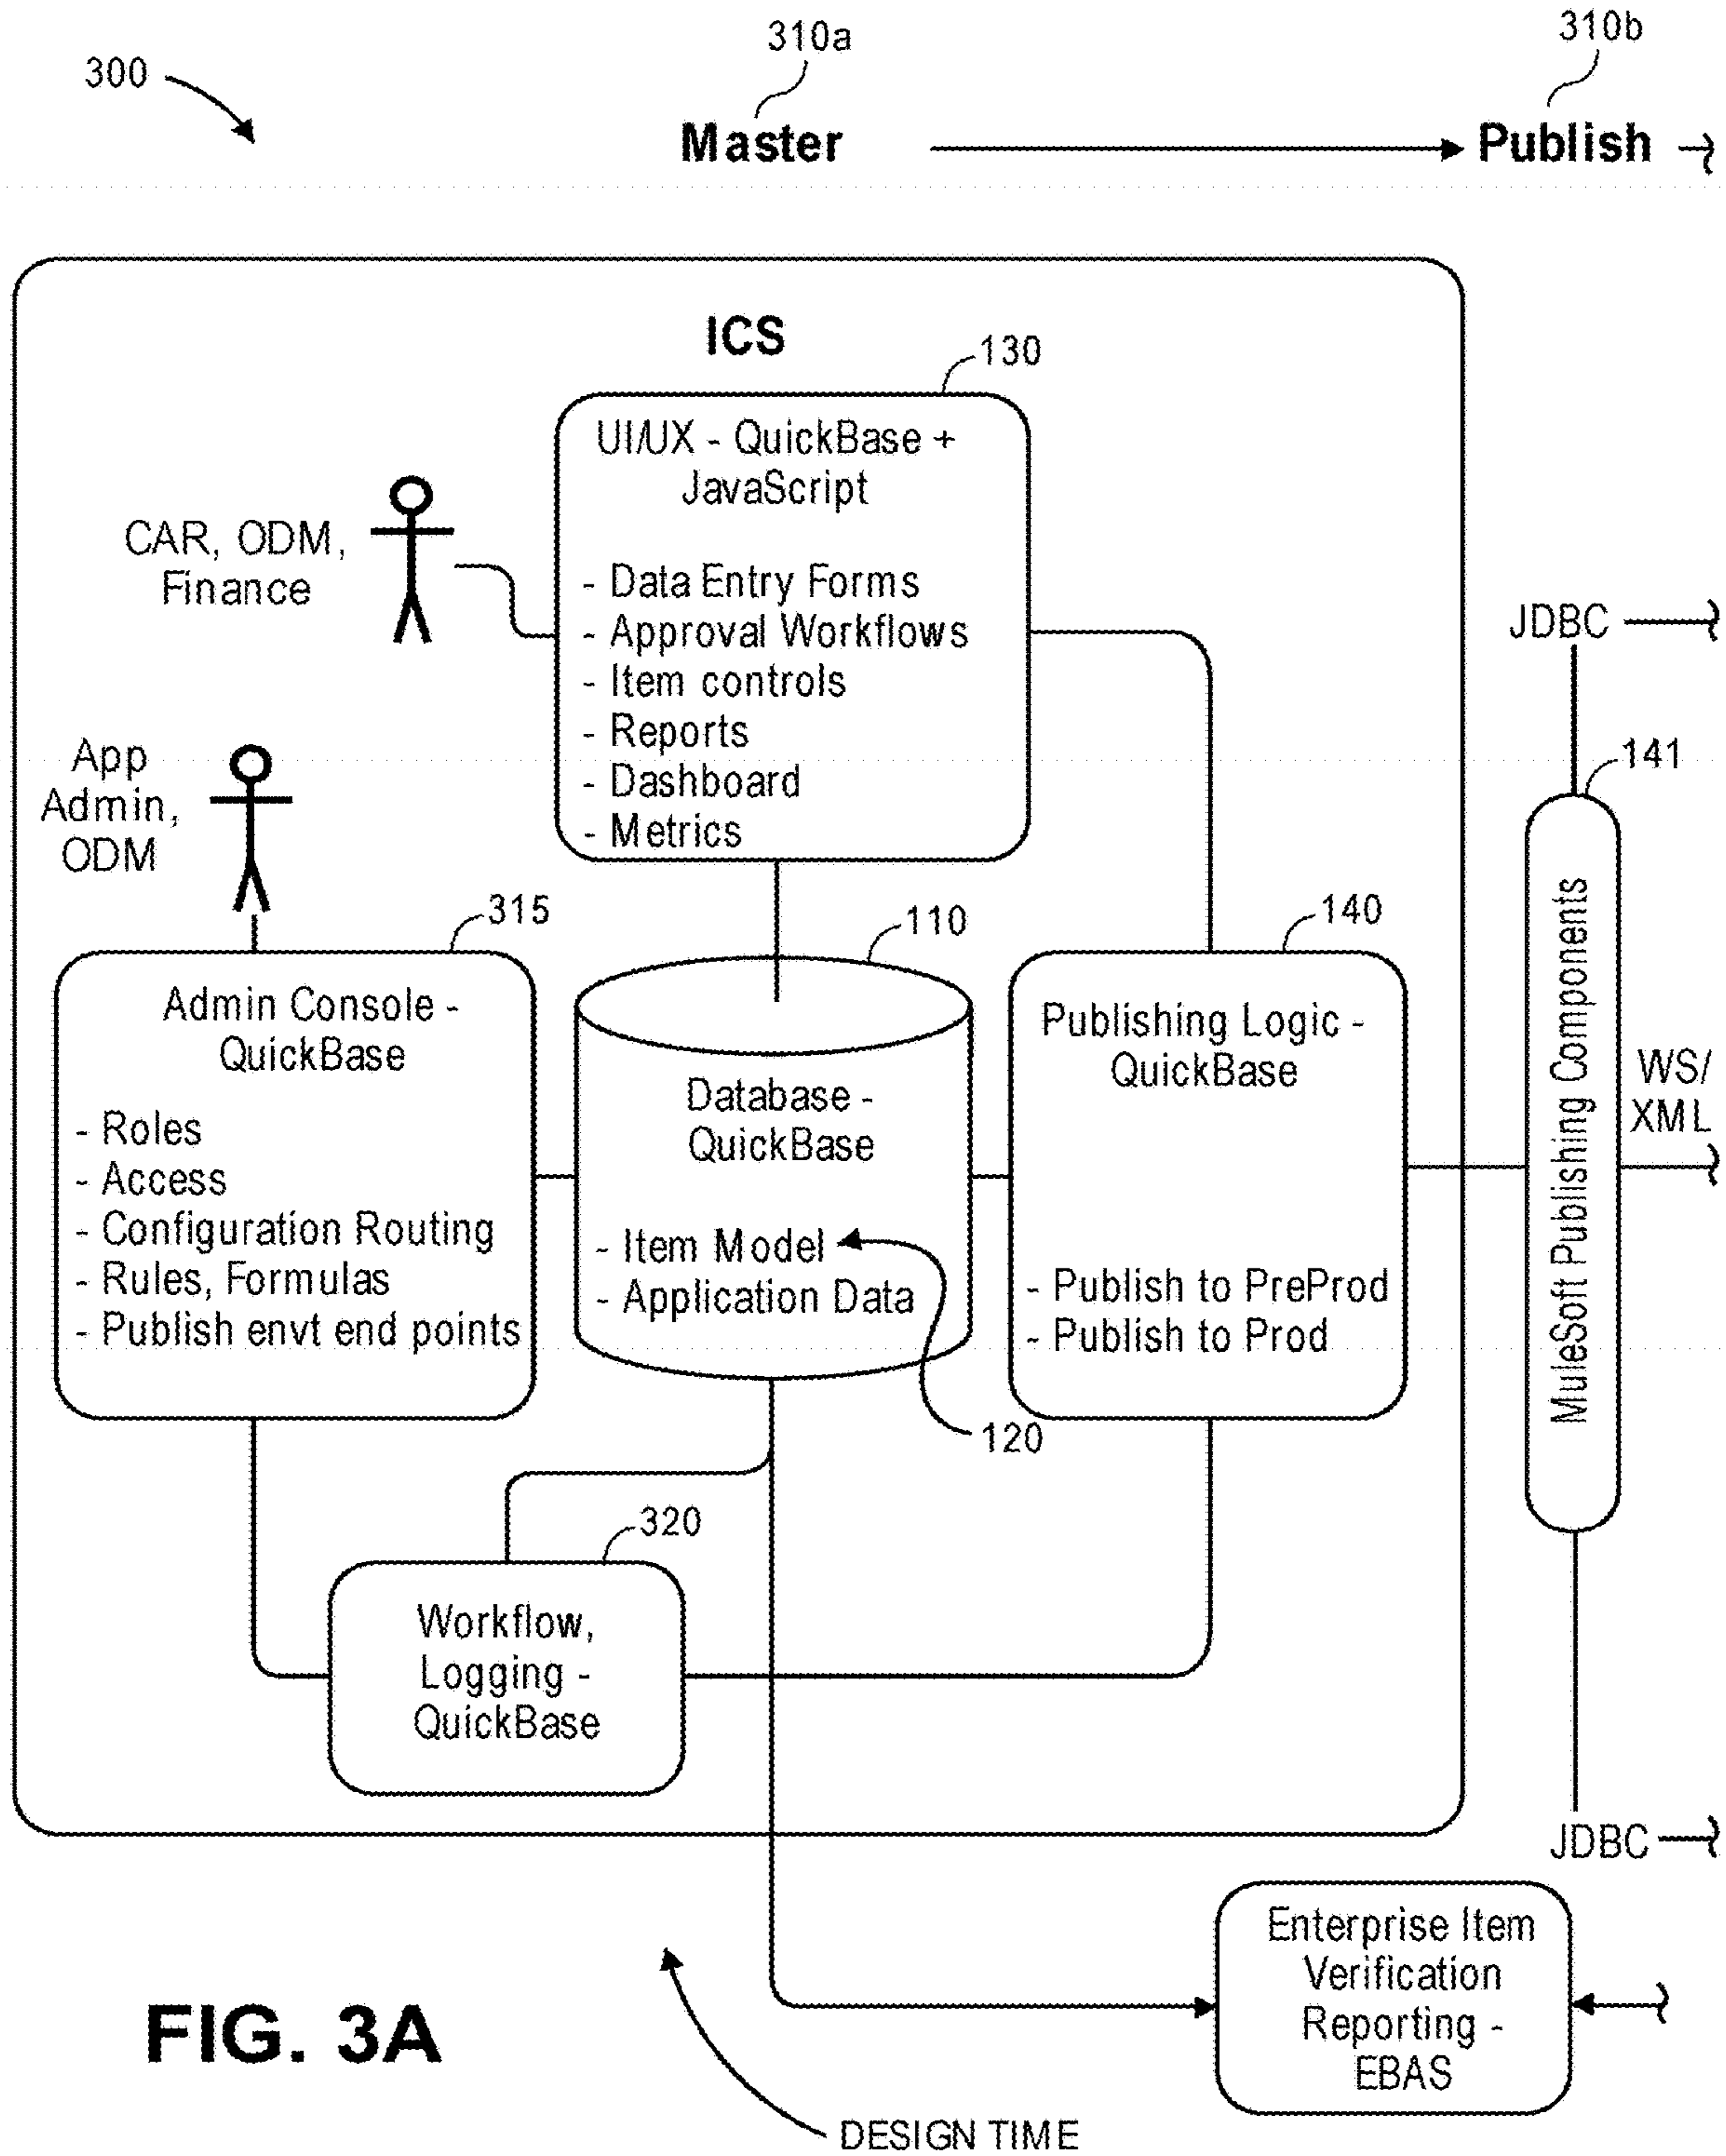 310a
310b
300
Master
Publish
ICS
130
UI/UX - QuickBase +
JavaScript
- Data Entry Forms
- Approval Workflows
- Item controls
- Reports
- Dashboard
- Metrics
CAR, ODM,
Finance
App
Admin,
ODM
JDBC
141
MuleSoft Publishing Components
WS/
XML
315
Admin Console -
QuickBase
- Roles
- Access
- Configuration Routing
- Rules, Formulas
- Publish envt end points
110
Database -
QuickBase
- Item Model
- Application Data
120
140
Publishing Logic -
QuickBase
- Publish to PreProd
- Publish to Prod
320
Workflow,
Logging -
QuickBase
JDBC
Enterprise Item
Verification
Reporting -
EBAS
FIG. 3A
DESIGN TIME